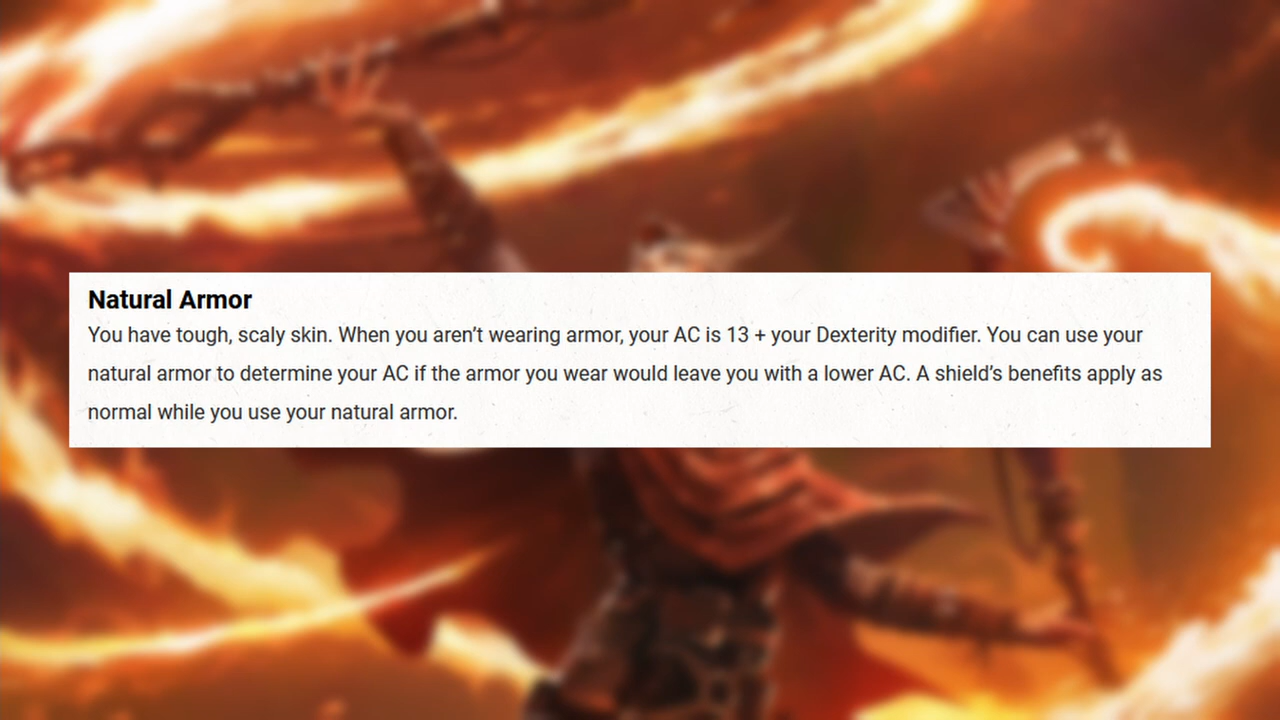 Natural Armor
You have tough, scaly skin. When you aren’t wearing armor, your AC is 13 + your Dexterity modifier. You can use your
natural armor to determine your AC if the armor you wear would leave you with a lower AC. A shield’s benefits apply as
normal while you use your natural armor.